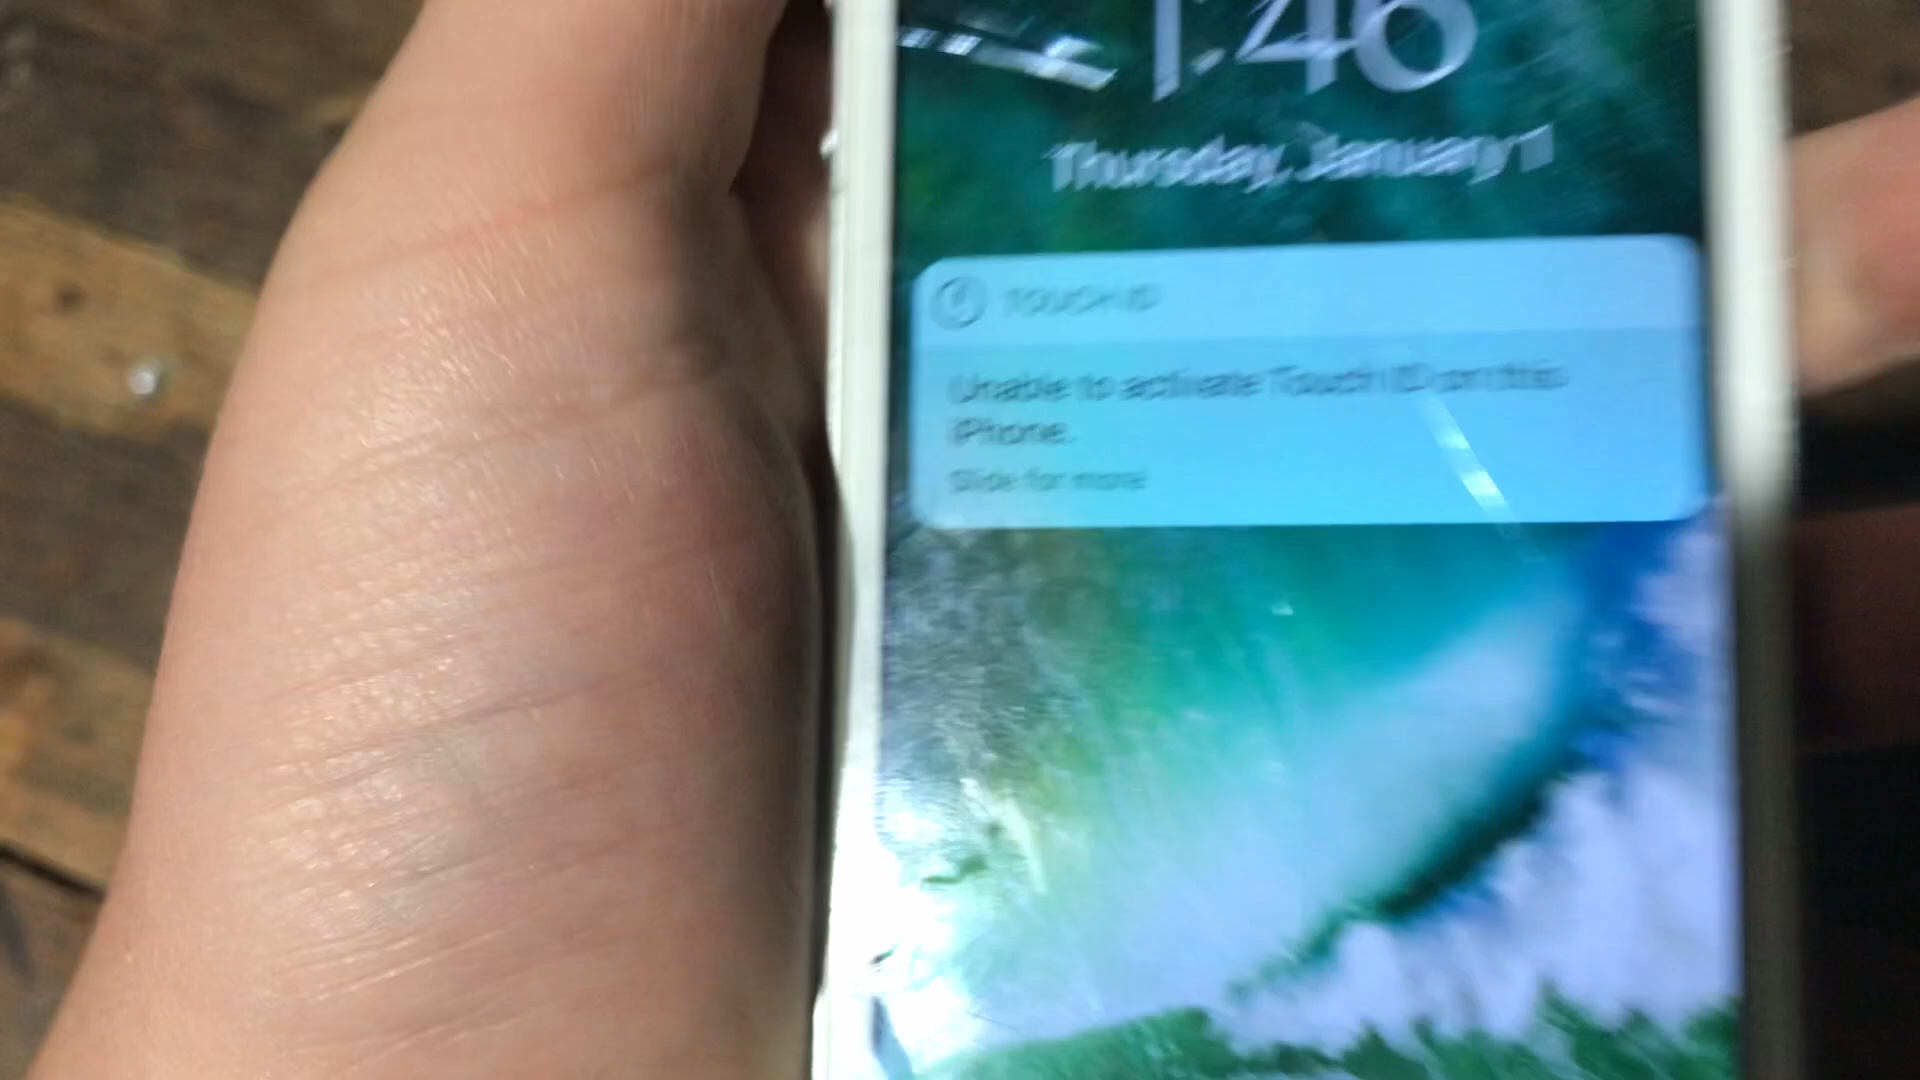 1:46
Thursday, January 1
TOUCH ID
Unable to activate Touch ID on this
iPhone.
Slide for more